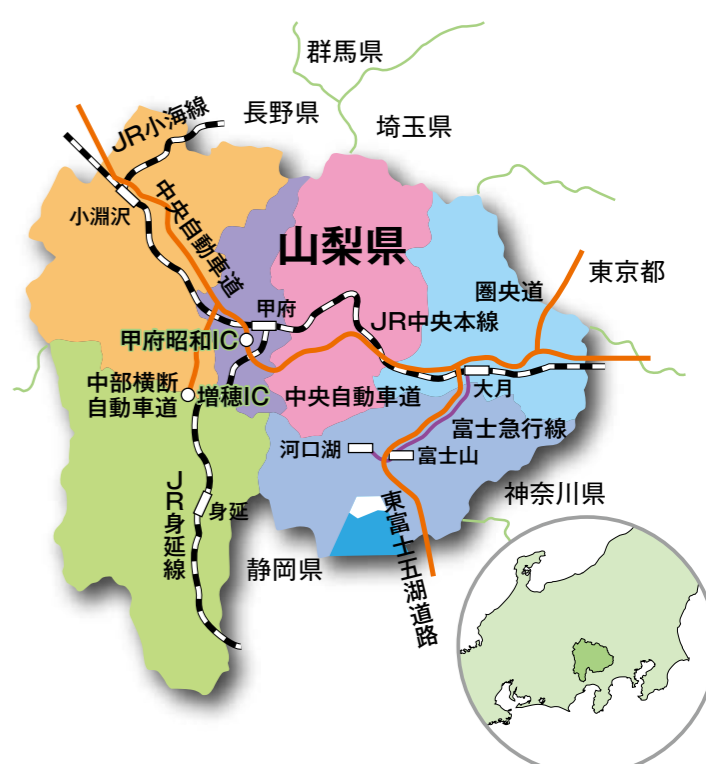 群馬県
長野県
埼玉県
JR小海線
小淵沢
中央自動車道
山梨県
東京都
圏央道
甲府
JR中央本線
甲府昭和IC
中部横断
自動車道
増穂IC
中央自動車道
大月
富士急行線
河口湖
富士山
神奈川県
JR身延線
身延
静岡県
東富士五湖道路